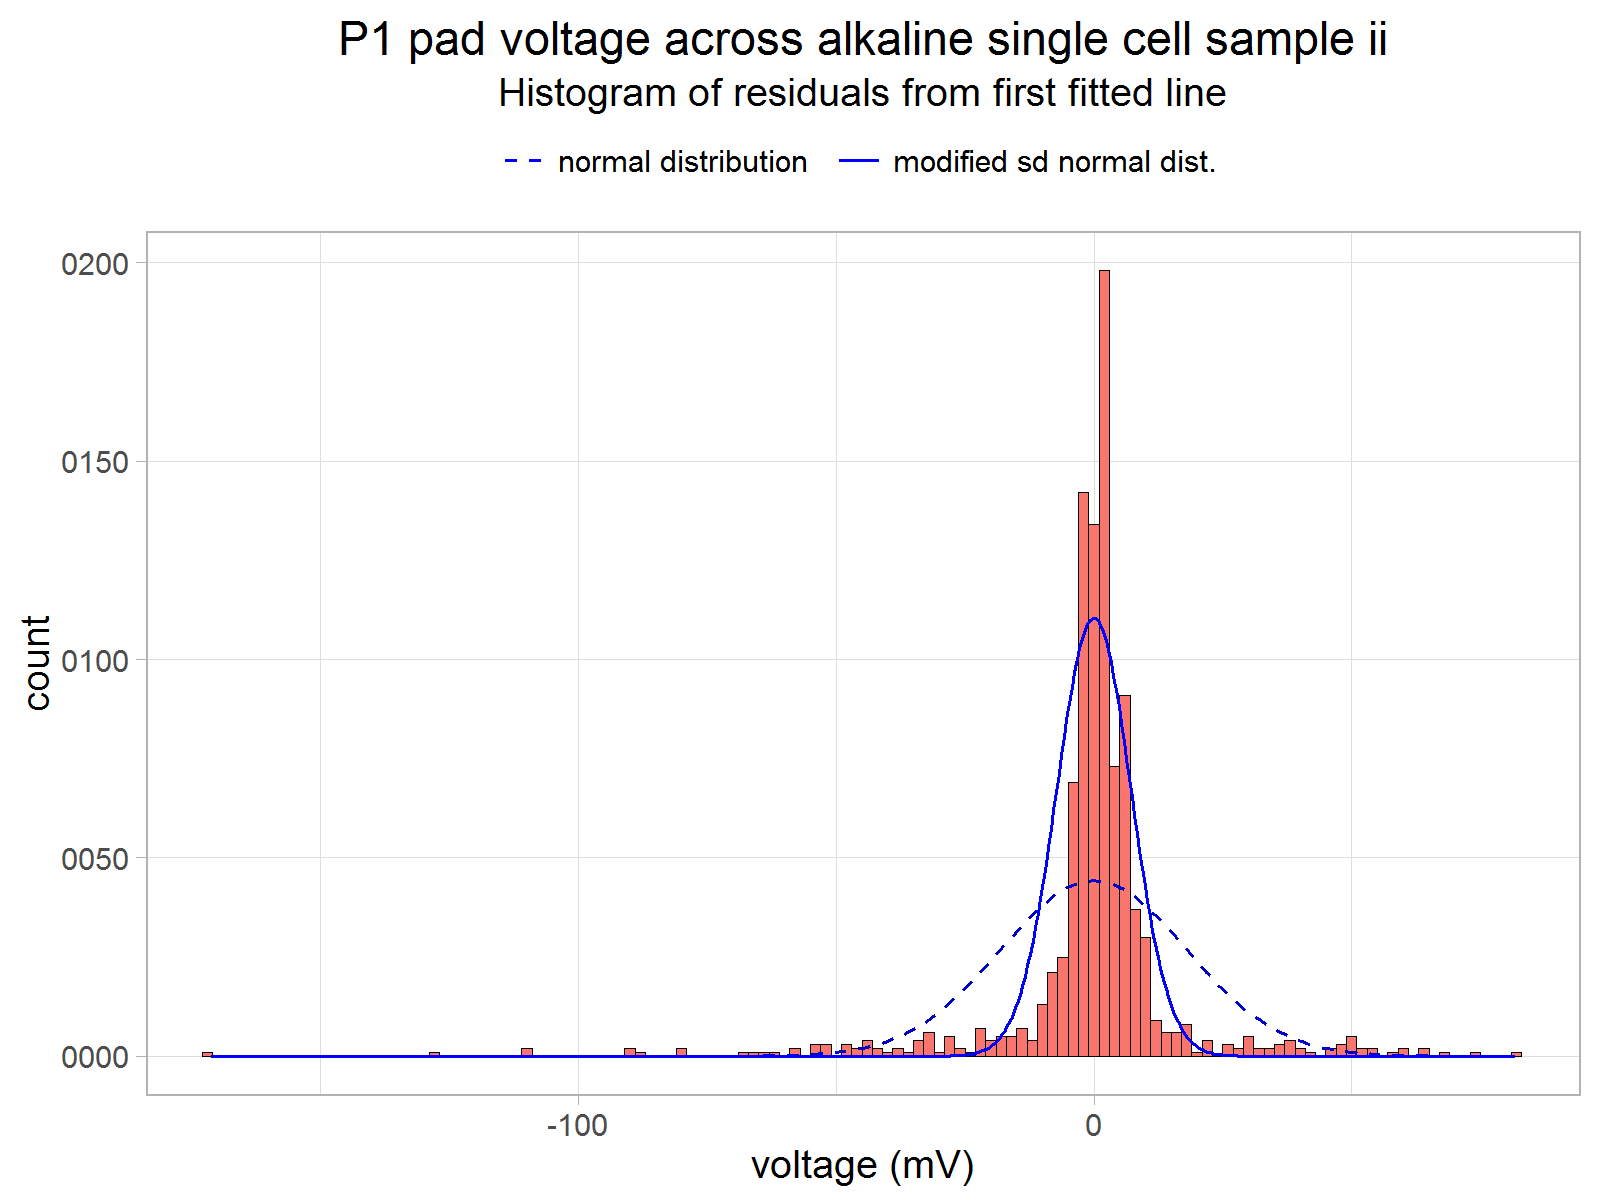 P1 pad voltage across alkaline single cell sample ii
Histogram of residuals from first fitted line
normal distribution modified sd normal dist.
0200
0150
0100
0050
0000
count
-100 0
voltage (mV)